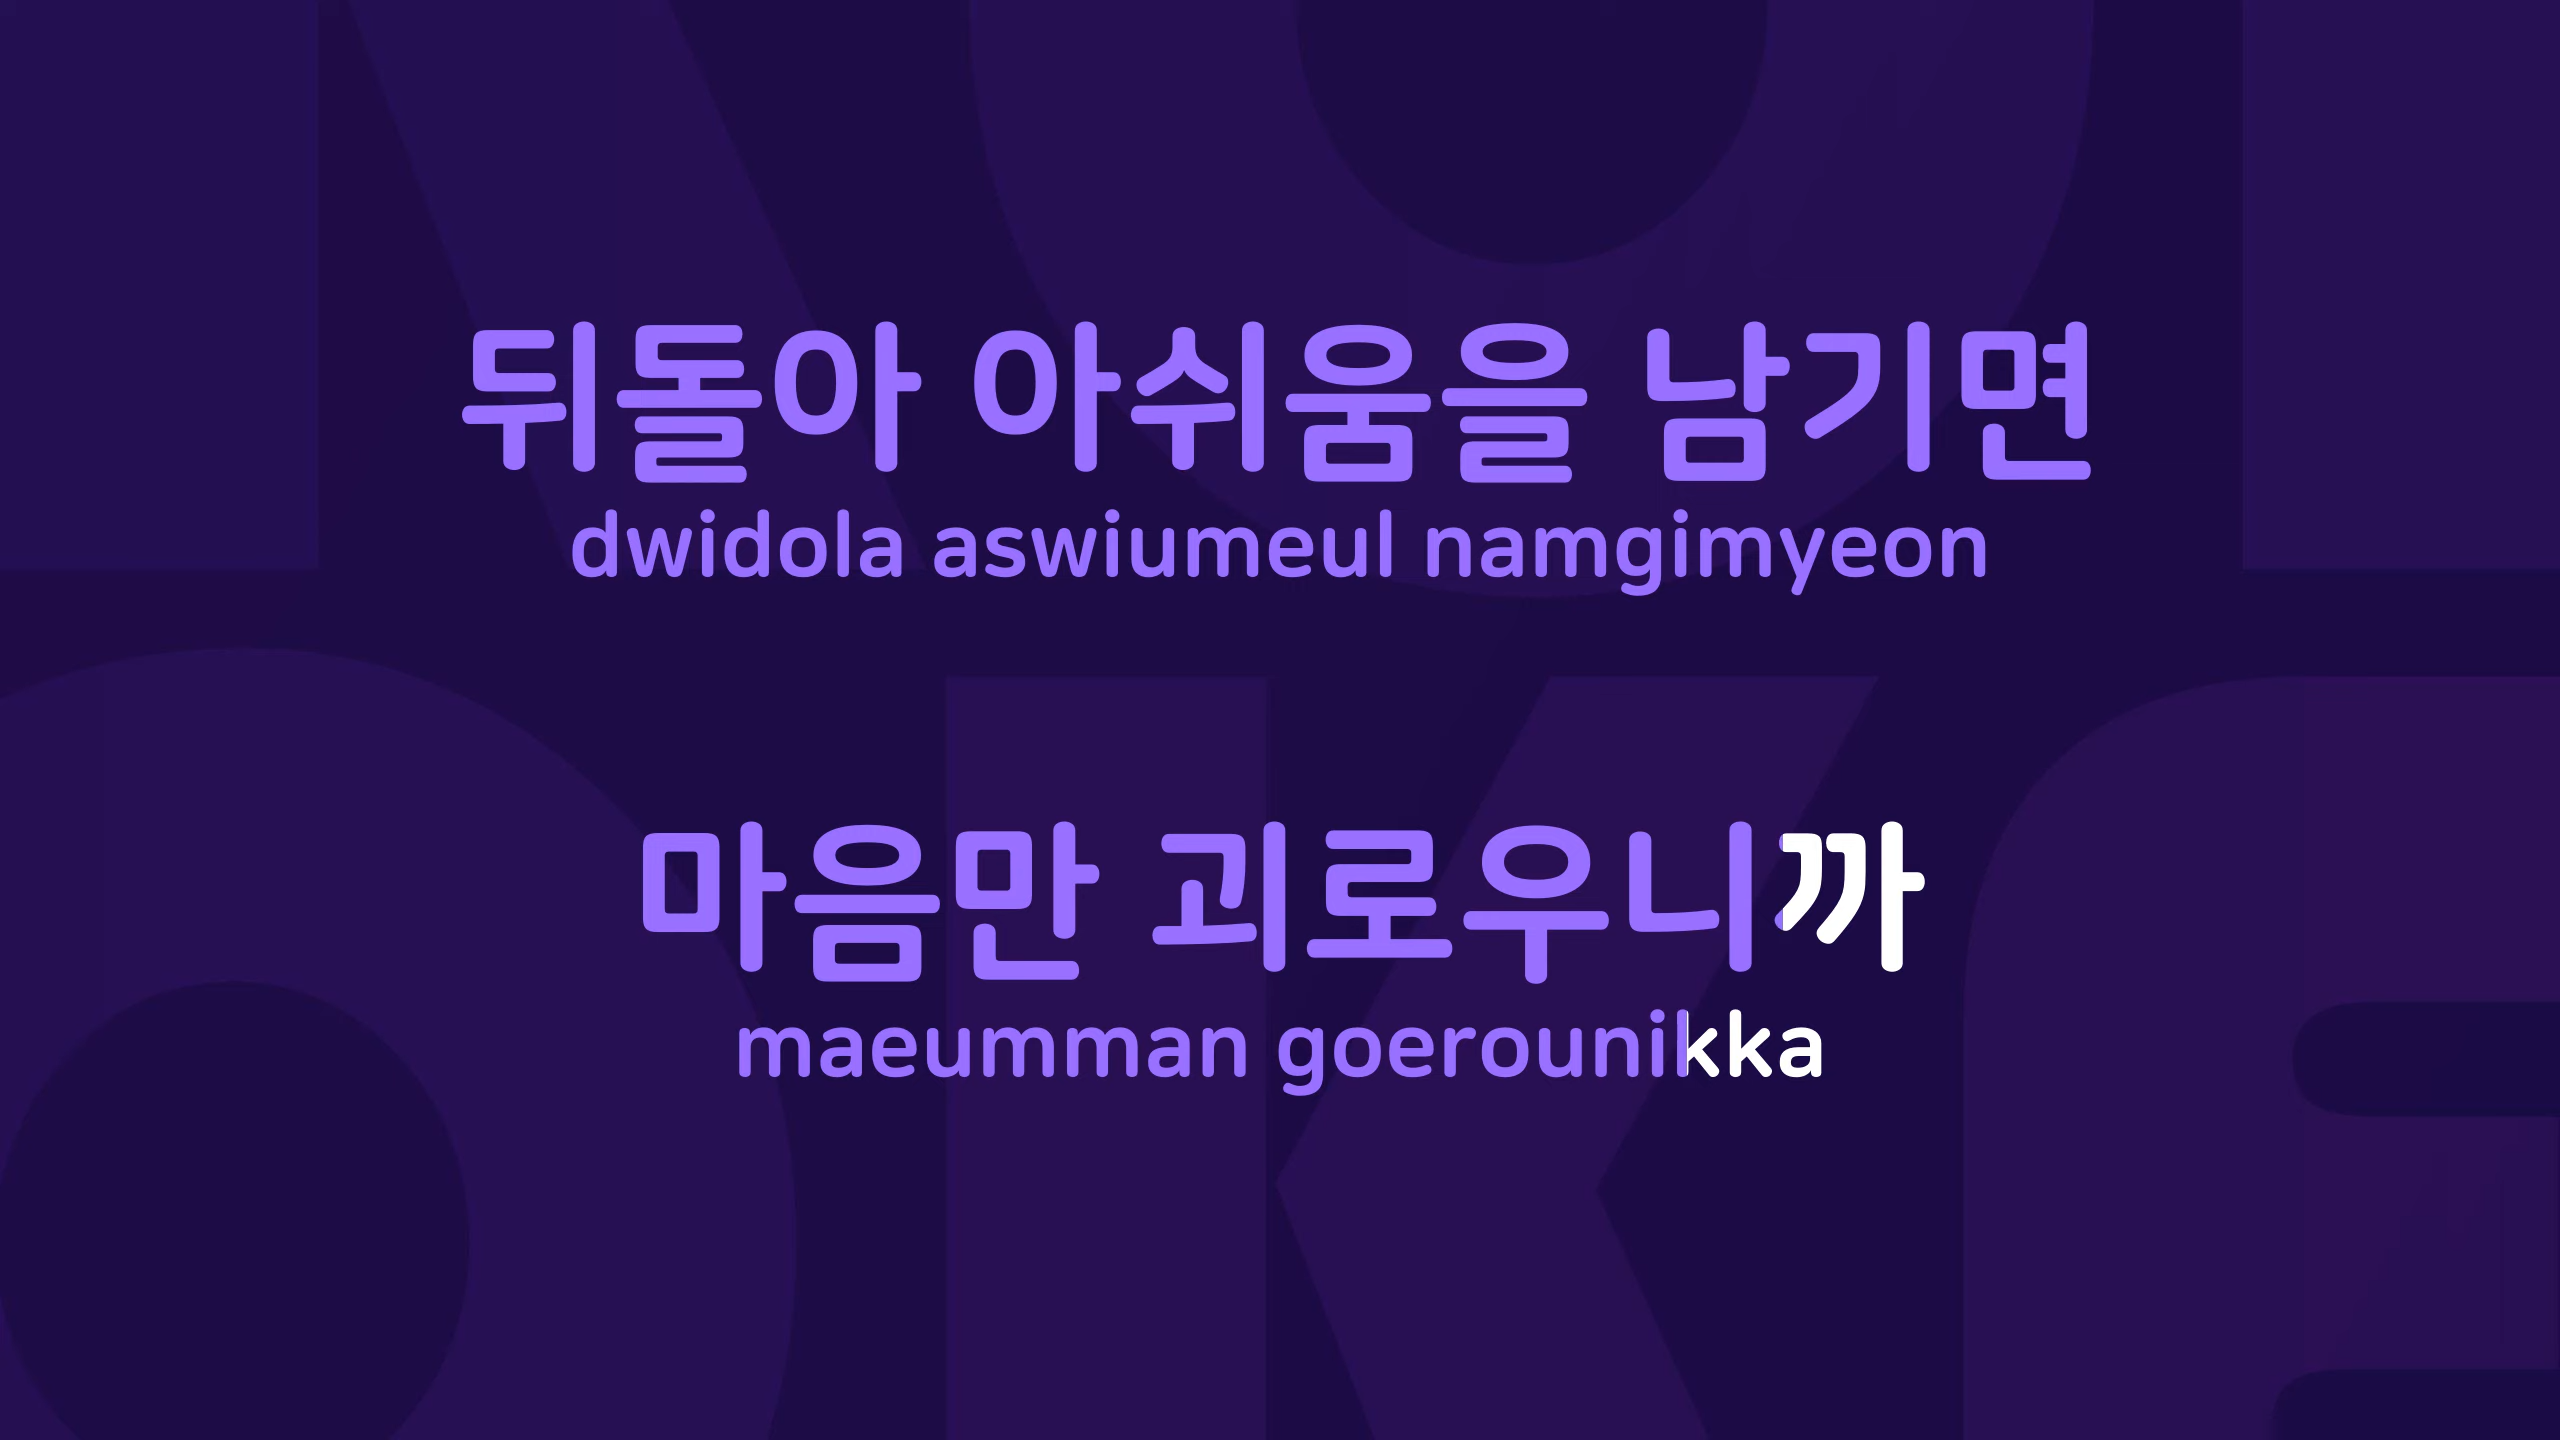 뒤돌아 아쉬움을 남기면
dwidola aswiumeul namgimyeon
마음만 괴로우니까
maeumman goerounikka